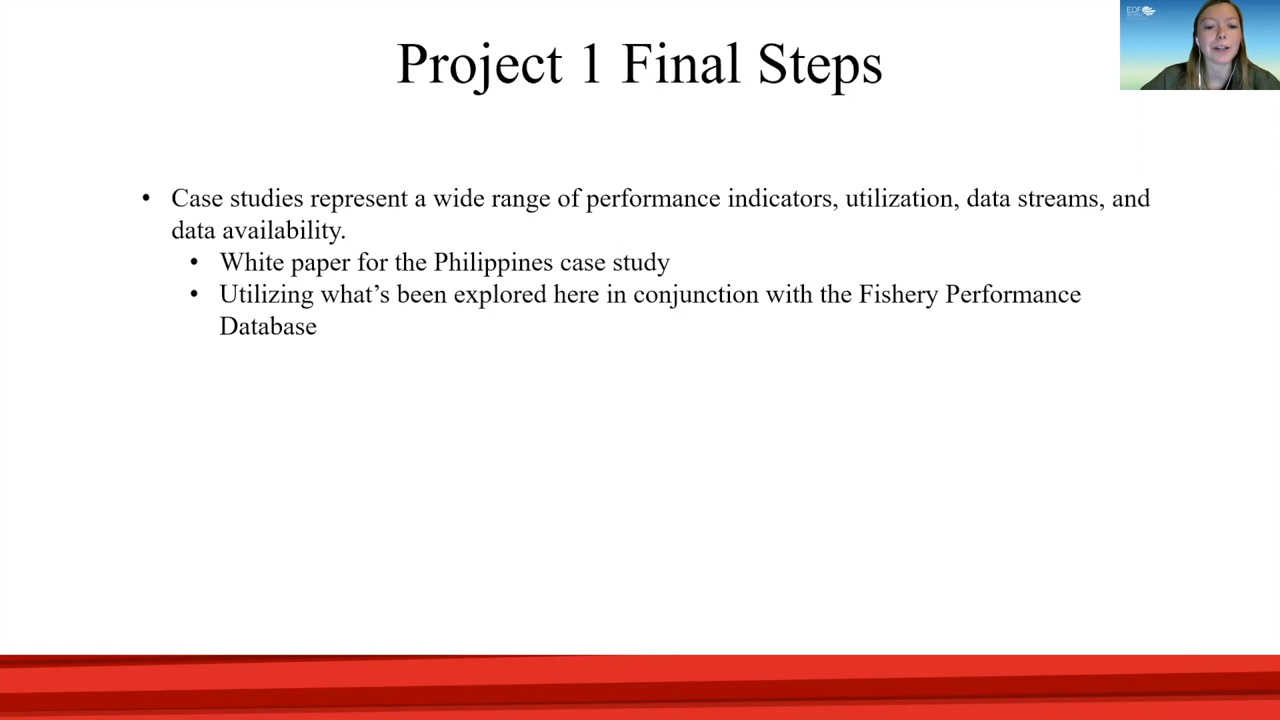 EDF
Project 1 Final Steps
• Case studies represent a wide range of performance indicators, utilization, data streams, and
data availability.
• White paper for the Philippines case study
• Utilizing what’s been explored here in conjunction with the Fishery Performance
Database